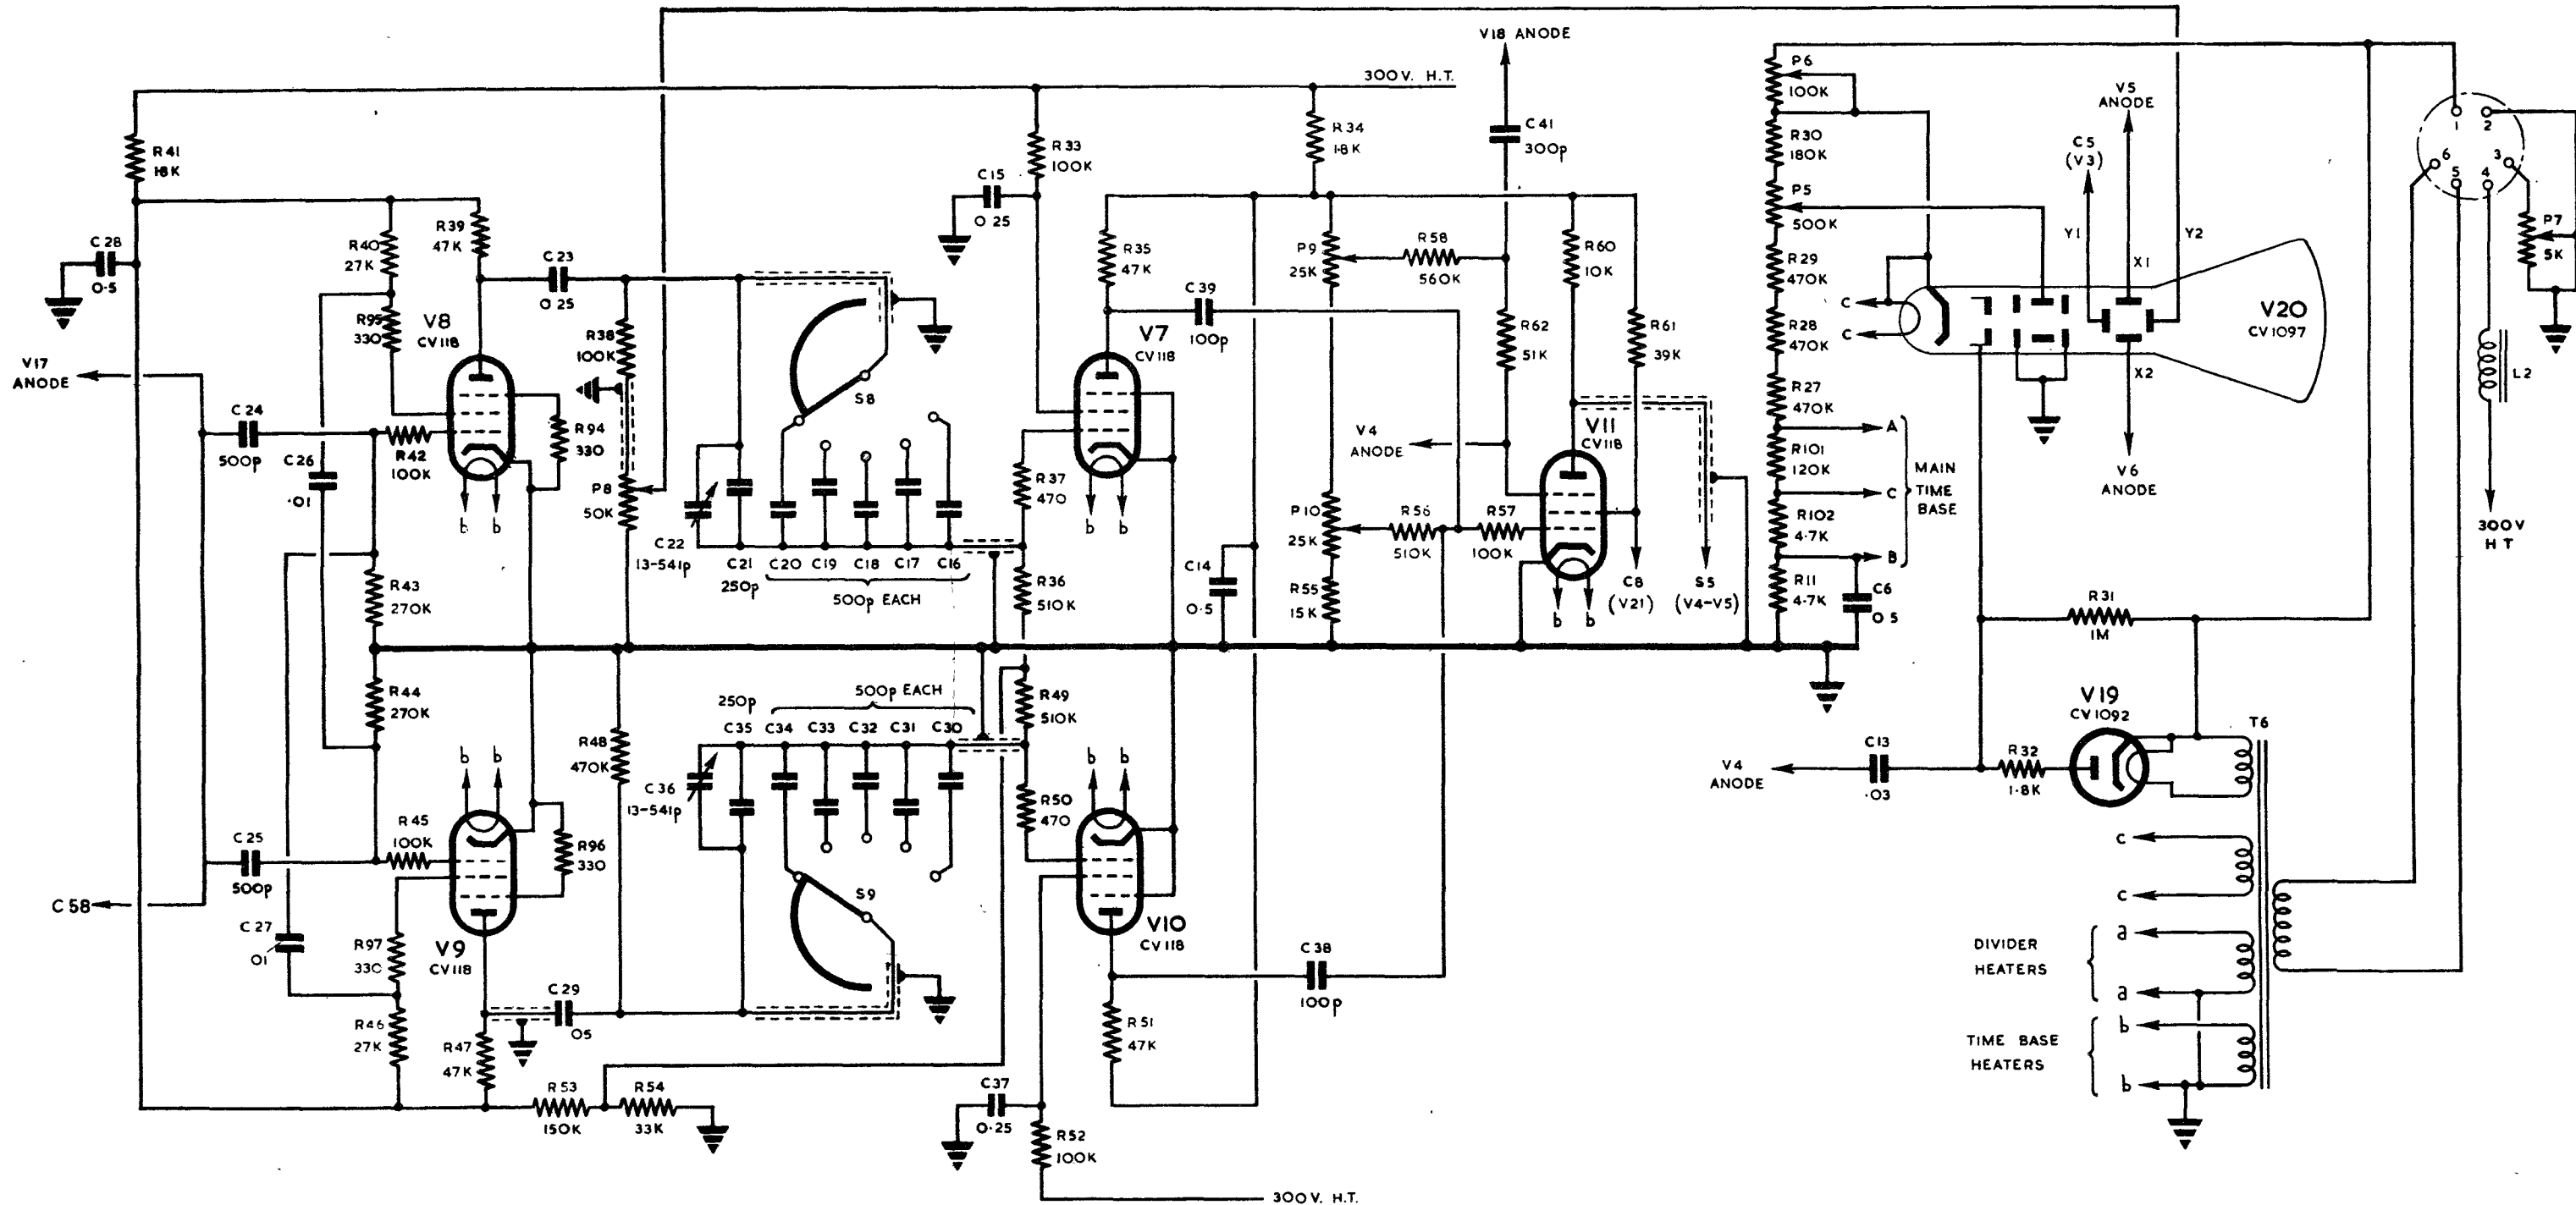 V18 ANODE
300V. H.T.
R41
18K
C28
0·5
R40
27K
R39
47K
R95
330
V8
CV118
C23
0 25
R38
100K
V17
ANODE
C24
500p
R42
100K
R94
330
C26
·01
b b
P8
50K
S8
C22
13-541p
C21
250p
C20
C19
C18
C17
C16
500p EACH
R43
270K
R33
100K
C15
0 25
R34
1·8K
R35
47K
V7
CV118
C39
100p
R37
470
R36
510K
b b
C14
0·5
C41
300p
P9
25K
R58
560K
R60
10K
R62
51K
R61
39K
V4
ANODE
V11
CV118
P10
25K
R56
510K
R57
100K
R55
15K
b b
C8
(V21)
S5
(V4-V5)
P6
100K
R30
180K
P5
500K
R29
470K
R28
470K
R27
470K
R101
120K
R102
4.7K
R11
4·7K
A
C
B
MAIN
TIME
BASE
C6
0 5
C5
(V3)
V5
ANODE
Y1
X1
Y2
X2
C
C
V20
CV1097
V6
ANODE
1 2
3
4
5
6
P7
5K
L2
300V
H T
R31
1M
R44
270K
b b
R45
100K
C25
500p
R96
330
C58
C27
01
R97
330
V9
CV118
R46
27K
R47
47K
C29
05
R48
470K
R53
150K
R54
33K
250p
500p EACH
C35
C34
C33
C32
C31
C30
C36
13-541p
S9
R49
510K
R50
470
b b
V10
CV118
C38
100p
R51
47K
C37
0·25
R52
100K
300V. H.T.
V19
CV1092
T6
V4
ANODE
C13
·03
R32
1·8K
c
c
DIVIDER
HEATERS
a
a
TIME BASE
HEATERS
b
b